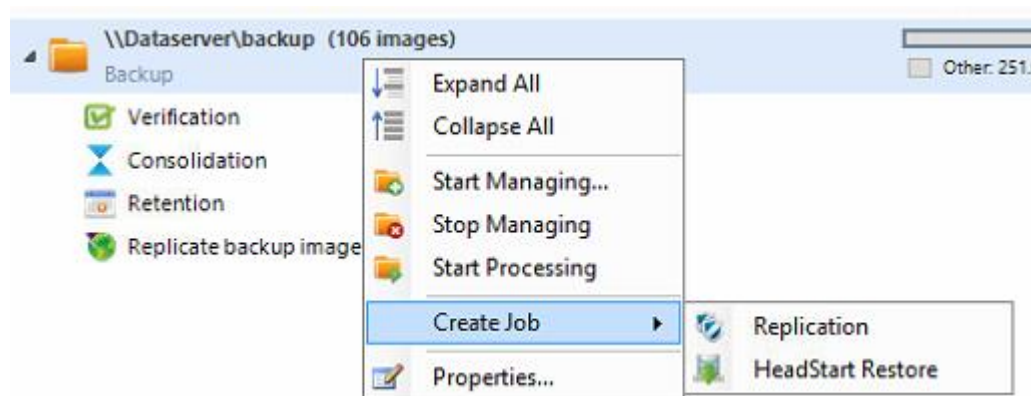 \\Dataserver\backup (106 images)
Backup
Other: 251.
Verification
Consolidation
Retention
Replicate backup image
Expand All
Collapse All
Start Managing...
Stop Managing
Start Processing
Create Job
Properties...
Replication
HeadStart Restore